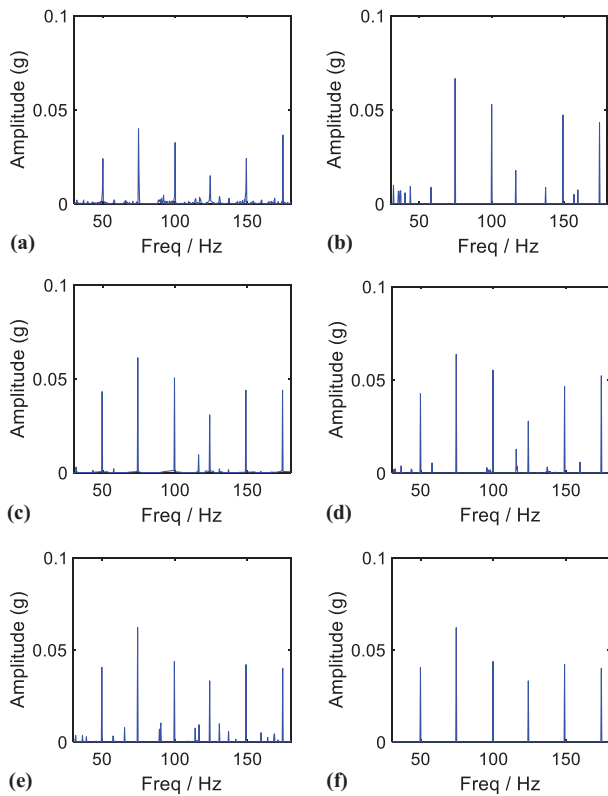 0.1
0.05
0
Amplitude (g)
50 100 150
Freq / Hz
(a)
0.1
0.05
0
Amplitude (g)
50 100 150
Freq / Hz
(b)
0.1
0.05
0
Amplitude (g)
50 100 150
Freq / Hz
(c)
0.1
0.05
0
Amplitude (g)
50 100 150
Freq / Hz
(d)
0.1
0.05
0
Amplitude (g)
50 100 150
Freq / Hz
(e)
0.1
0.05
0
Amplitude (g)
50 100 150
Freq / Hz
(f)